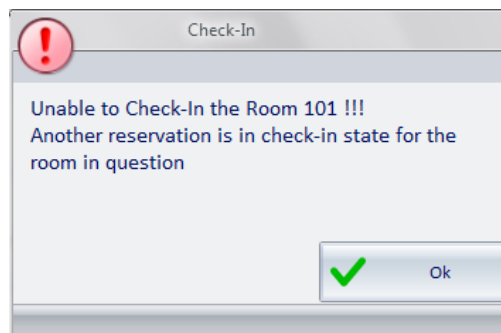 Check-In
Unable to Check-In the Room 101 !!!
Another reservation is in check-in state for the
room in question
Ok